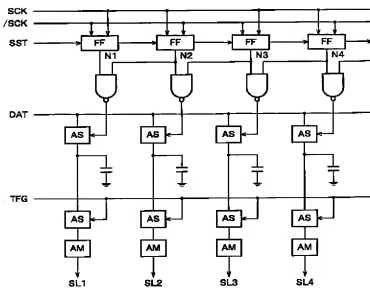 SCK
/SCK
SST FF FF FF FF
N1 N2 N3 N4
DAT
AS AS AS AS
TFG
AS AS AS AS
AM AM AM AM
SL1 SL2 SL3 SL4